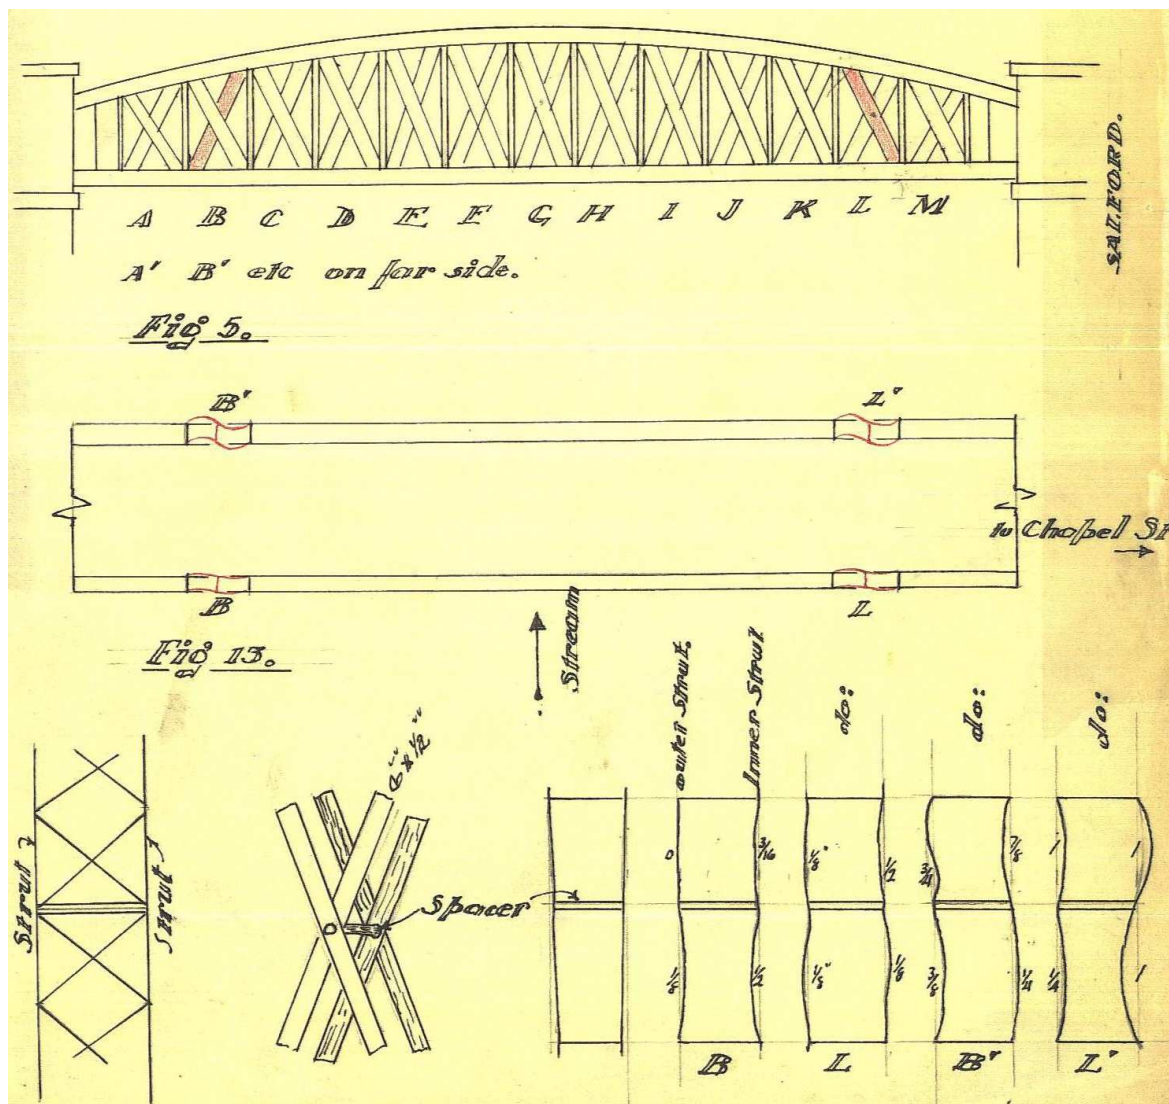 SALFORD.
A B C D E F G H I J K L M
A' B' etc on far side.
Fig 5.
B' L'
to Chapel St
B L
Fig 13.
Stream
outer Strut.
Inner Strut
do:
do:
do:
6" x 1/2"
Strut
Strut
Spacer
0 3/16 1/8" 1/2 3/4 7/8 1 1
1/8 1/2 1/8" 1/8 3/8 1/4 1/4 1
B L B' L'